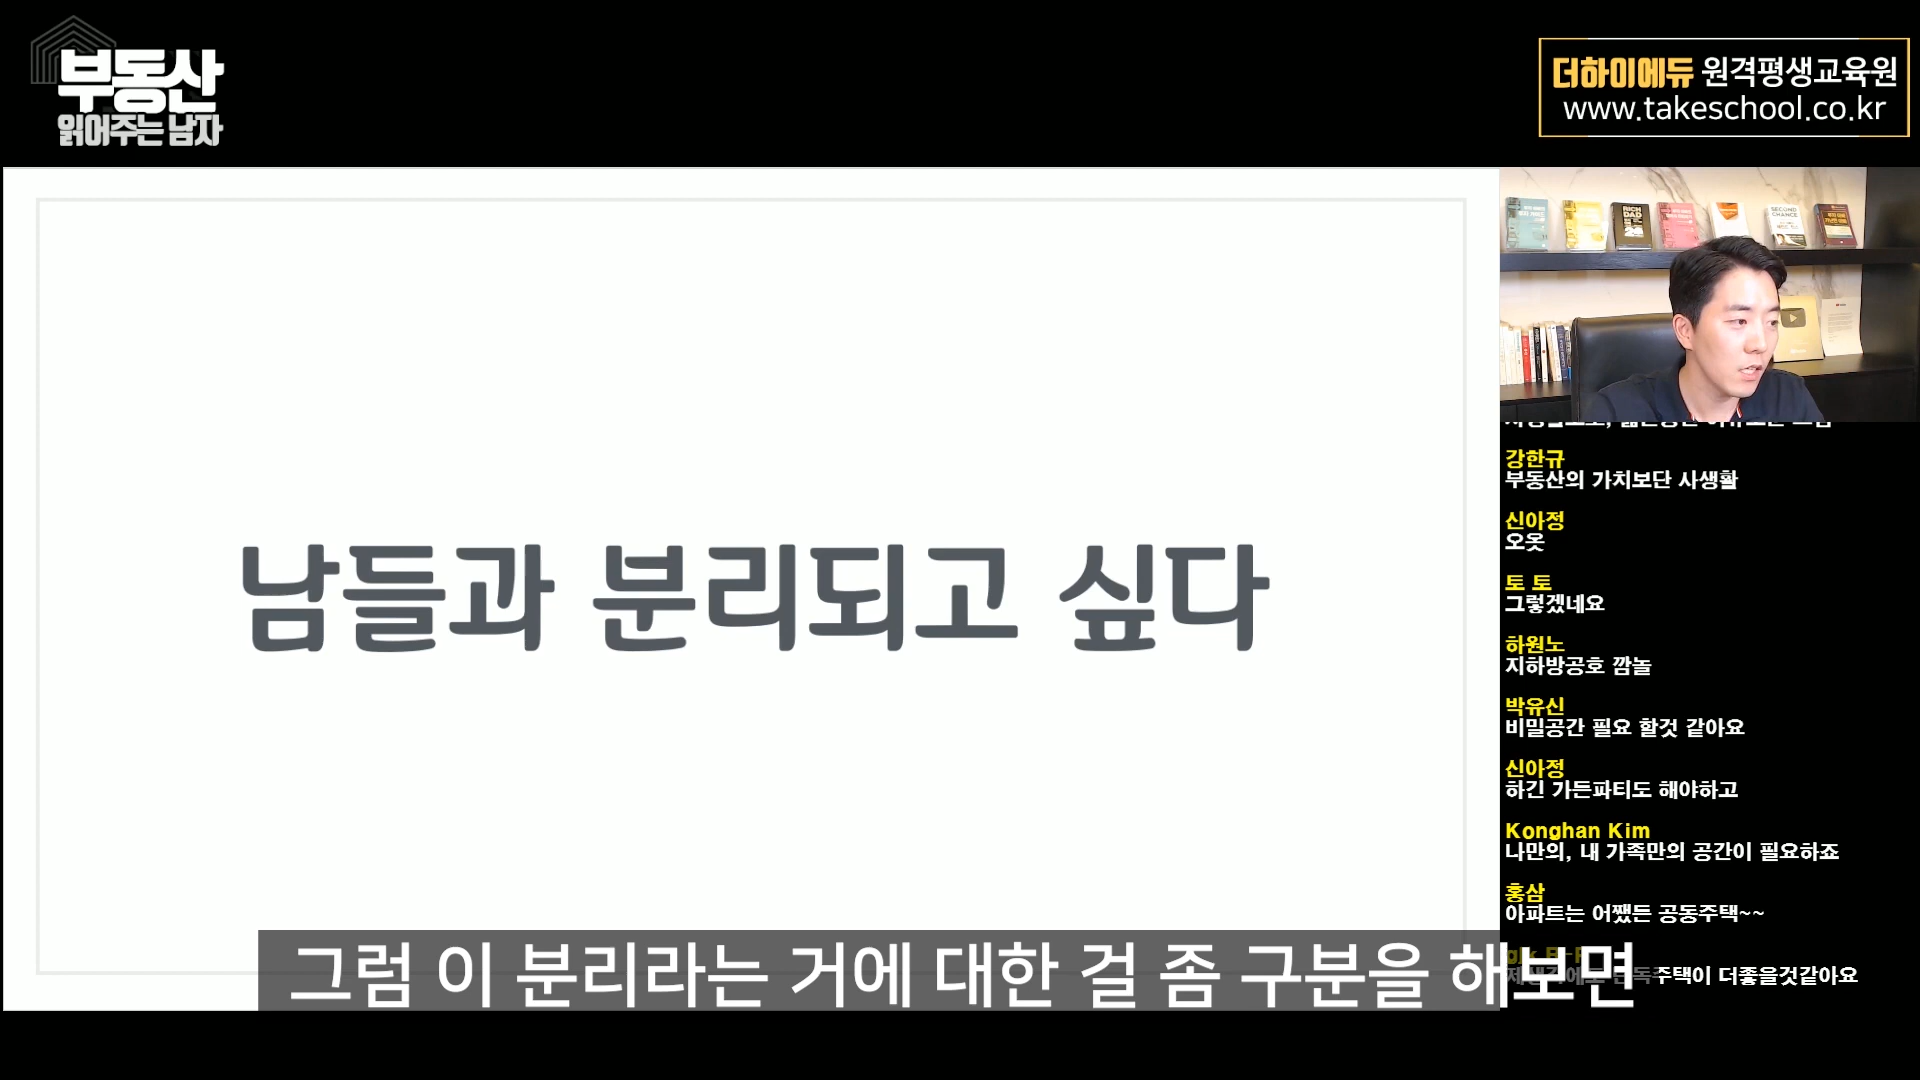 부동산
읽어주는 남자
더하이에듀 원격평생교육원
www.takeschool.co.kr
RICH
DAD
SECOND
CHANCE
남들과 분리되고 싶다
강한규
부동산의 가치보단 사생활
신아정
오옷
토 토
그렇겠네요
하원노
지하방공호 깜놀
박유신
비밀공간 필요 할것 같아요
신아정
하긴 가든파티도 해야하고
Konghan Kim
나만의, 내 가족만의 공간이 필요하죠
홍삼
아파트는 어쨌든 공동주택~~
주택이 더좋을것같아요
그럼 이 분리라는 거에 대한 걸 좀 구분을 해보면